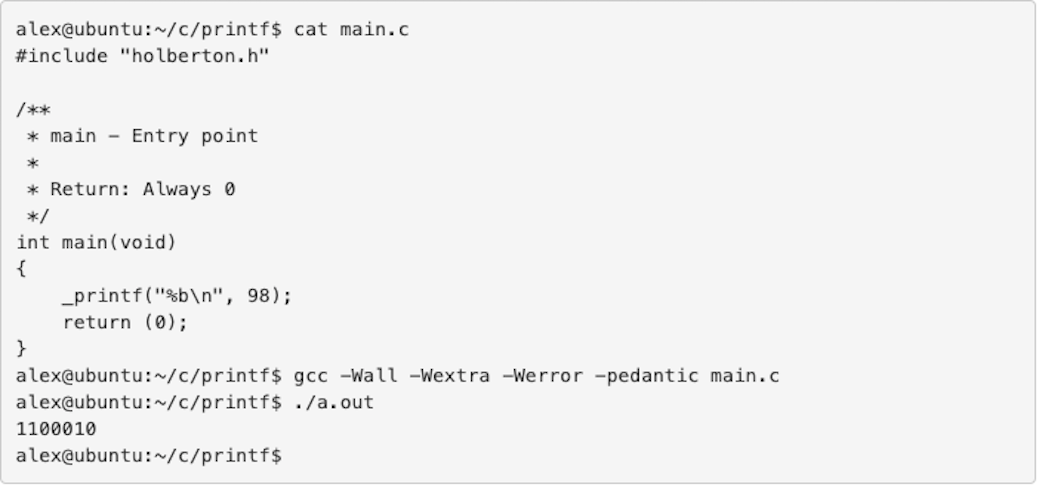 alex@ubuntu:~/c/printf$ cat main.c
#include "holberton.h"

/**
 * main – Entry point
 *
 * Return: Always 0
 */
int main(void)
{
    _printf("%b\n", 98);
    return (0);
}
alex@ubuntu:~/c/printf$ gcc –Wall –Wextra –Werror –pedantic main.c
alex@ubuntu:~/c/printf$ ./a.out
1100010
alex@ubuntu:~/c/printf$